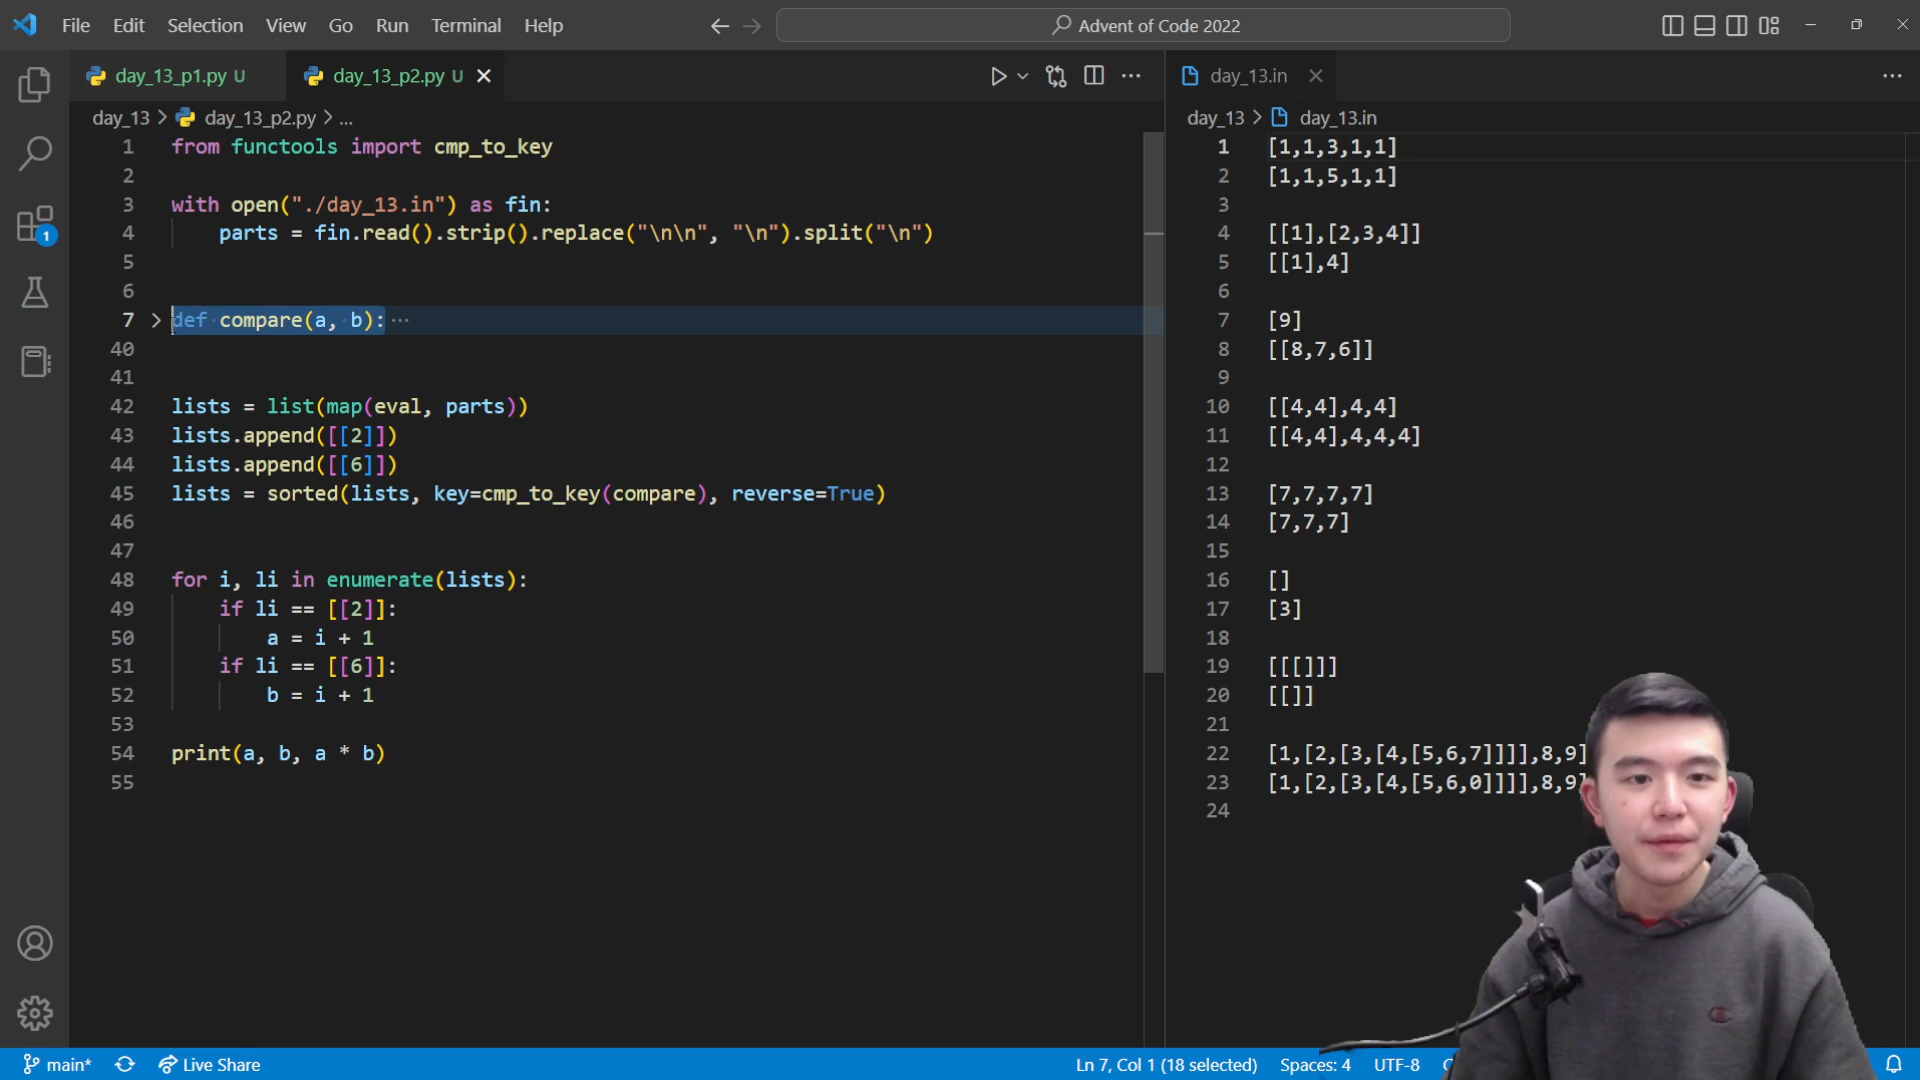 File Edit Selection View Go Run Terminal Help
Advent of Code 2022
day_13_p1.py U
day_13_p2.py U
day_13 > day_13_p2.py > ...
1 from functools import cmp_to_key
2
3 with open("./day_13.in") as fin:
4 parts = fin.read().strip().replace("\n\n", "\n").split("\n")
5
6
7 def compare(a, b): ...
40
41
42 lists = list(map(eval, parts))
43 lists.append([[2]])
44 lists.append([[6]])
45 lists = sorted(lists, key=cmp_to_key(compare), reverse=True)
46
47
48 for i, li in enumerate(lists):
49 if li == [[2]]:
50 a = i + 1
51 if li == [[6]]:
52 b = i + 1
53
54 print(a, b, a * b)
55
day_13.in
day_13 > day_13.in
1 [1,1,3,1,1]
2 [1,1,5,1,1]
3
4 [[1],[2,3,4]]
5 [[1],4]
6
7 [9]
8 [[8,7,6]]
9
10 [[4,4],4,4]
11 [[4,4],4,4,4]
12
13 [7,7,7,7]
14 [7,7,7]
15
16 []
17 [3]
18
19 [[[]]]
20 [[]]
21
22 [1,[2,[3,[4,[5,6,7]]]],8,9]
23 [1,[2,[3,[4,[5,6,0]]]],8,9]
24
1
main* Live Share
Ln 7, Col 1 (18 selected) Spaces: 4 UTF-8